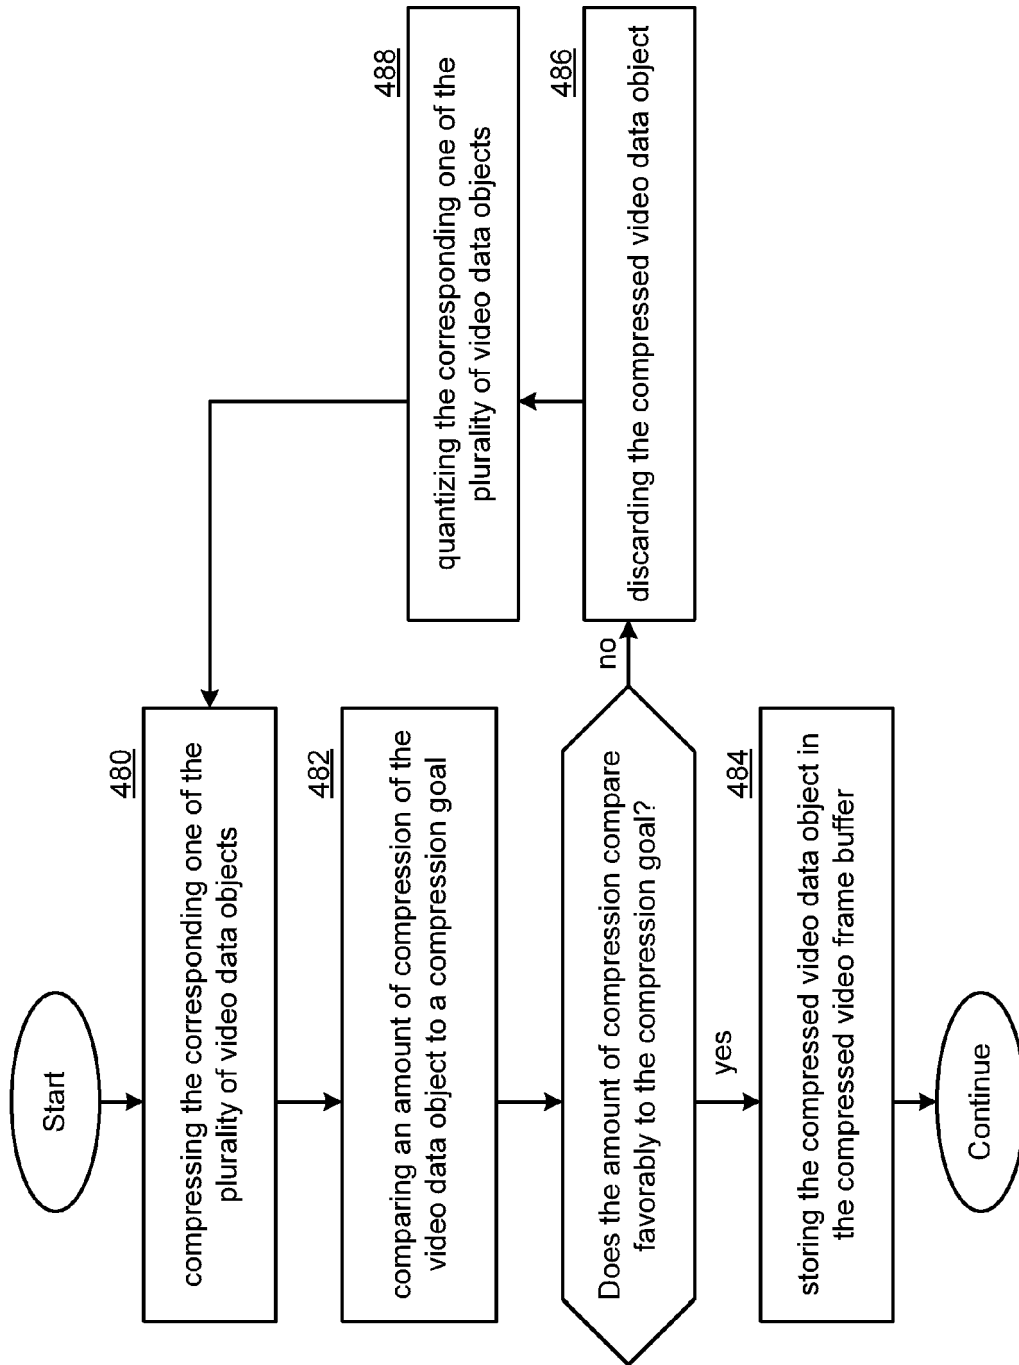 Start
480
compressing the corresponding one of the
plurality of video data objects
482
comparing an amount of compression of the
video data object to a compression goal
Does the amount of compression compare
favorably to the compression goal?
no
yes
484
storing the compressed video data object in
the compressed video frame buffer
Continue
488
quantizing the corresponding one of the
plurality of video data objects
486
discarding the compressed video data object